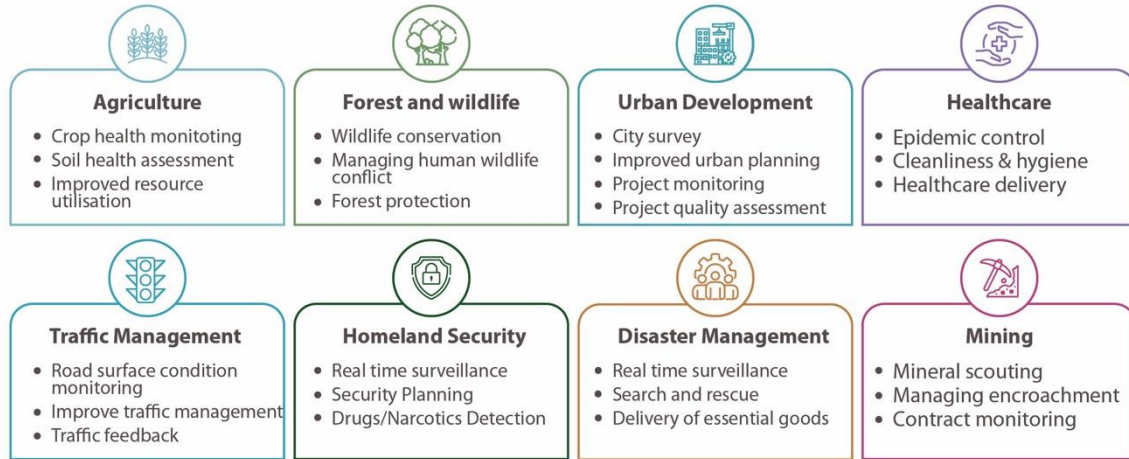 Agriculture
• Crop health monitoting
• Soil health assessment
• Improved resource
utilisation
Forest and wildlife
• Wildlife conservation
• Managing human wildlife
conflict
• Forest protection
Urban Development
• City survey
• Improved urban planning
• Project monitoring
• Project quality assessment
Healthcare
• Epidemic control
• Cleanliness & hygiene
• Healthcare delivery
Traffic Management
• Road surface condition
monitoring
• Improve traffic management
• Traffic feedback
Homeland Security
• Real time surveillance
• Security Planning
• Drugs/Narcotics Detection
Disaster Management
• Real time surveillance
• Search and rescue
• Delivery of essential goods
Mining
• Mineral scouting
• Managing encroachment
• Contract monitoring